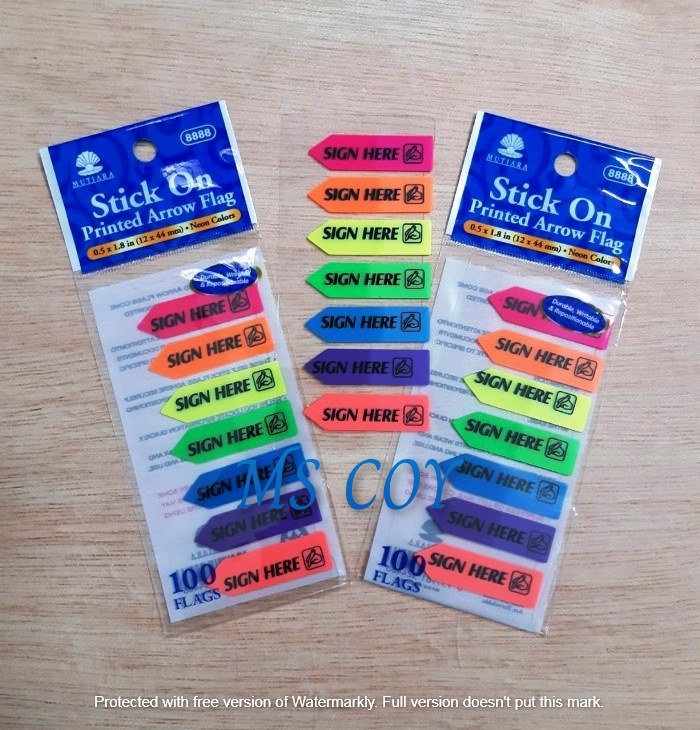 8888
MUTIARA
Stick On
Printed Arrow Flag
0.5 x 1.8 in (12 x 44 mm) • Neon Colors
Durable, Writable
& Repositionable
SIGN HERE
SIGN HERE
SIGN HERE
SIGN HERE
SIGN HERE
SIGN HERE
SIGN HERE
100
FLAGS
SIGN HERE
SIGN HERE
SIGN HERE
SIGN HERE
SIGN HERE
SIGN HERE
SIGN HERE
8888
MUTIARA
Stick On
Printed Arrow Flag
0.5 x 1.8 in (12 x 44 mm) • Neon Colors
Durable, Writable
& Repositionable
SIGN
SIGN HERE
SIGN HERE
SIGN HERE
SIGN HERE
SIGN HERE
SIGN HERE
100
FLAGS
MS COY
Protected with free version of Watermarkly. Full version doesn't put this mark.